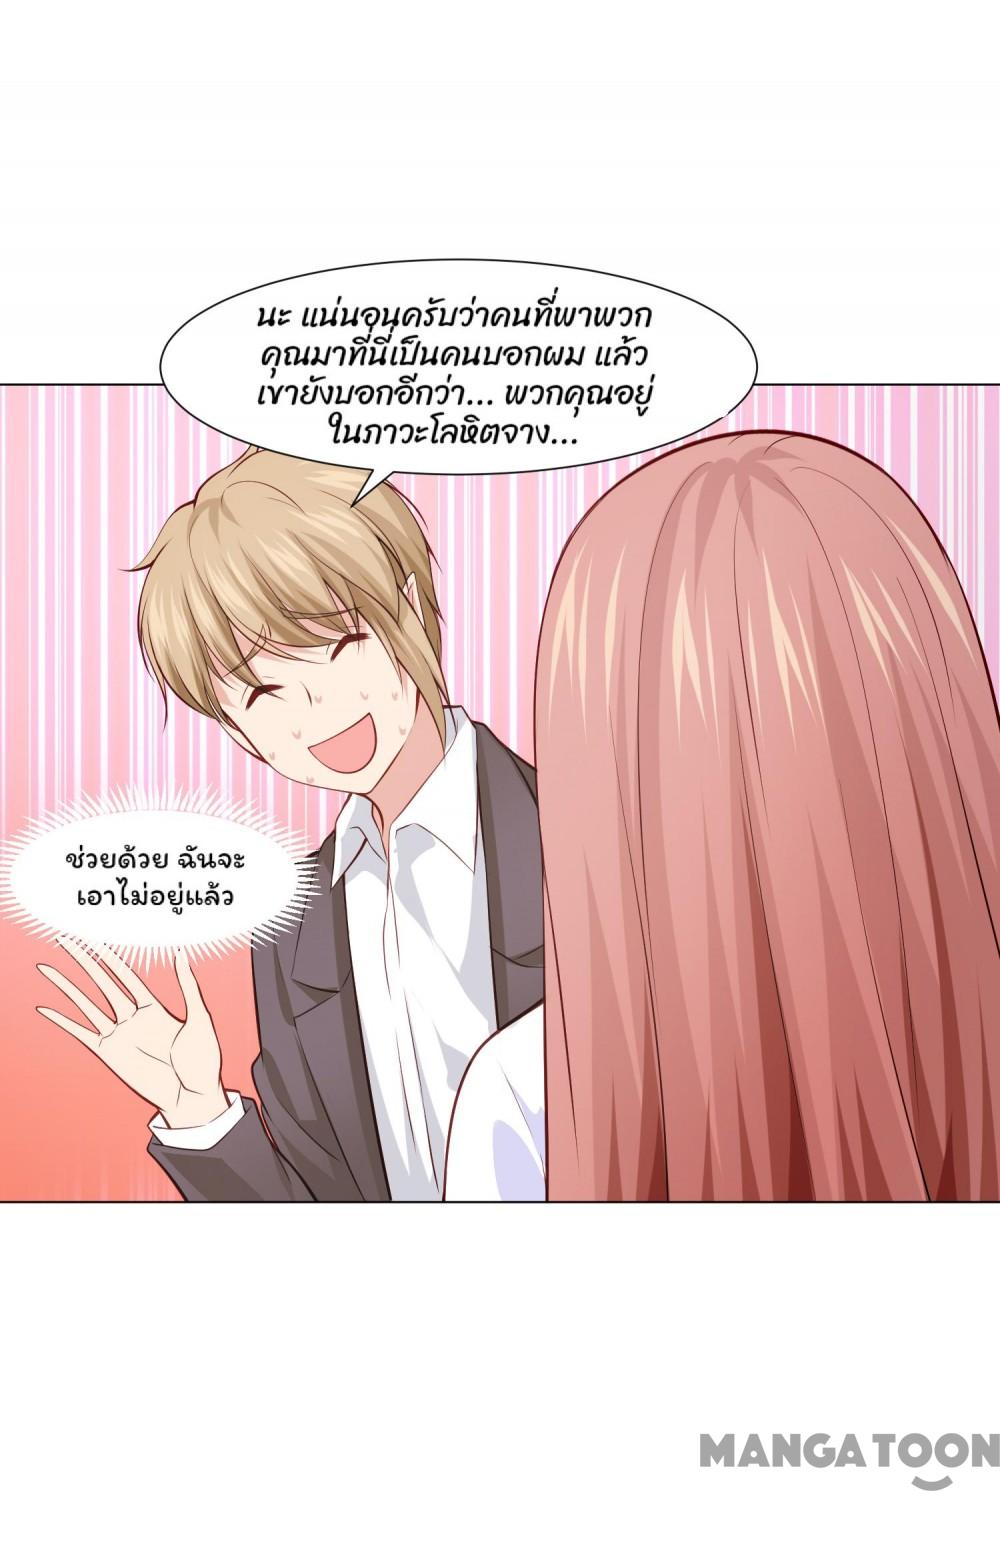 นะ แน่นอนครับว่าคนที่พาพวก
คุณมาที่นี่เป็นคนบอกผม แล้ว
เขายังบอกอีกว่า... พวกคุณอยู่
ในภาวะโลหิตจาง...
ช่วยด้วย ฉันจะ
เอาไม่อยู่แล้ว
MANGATOON